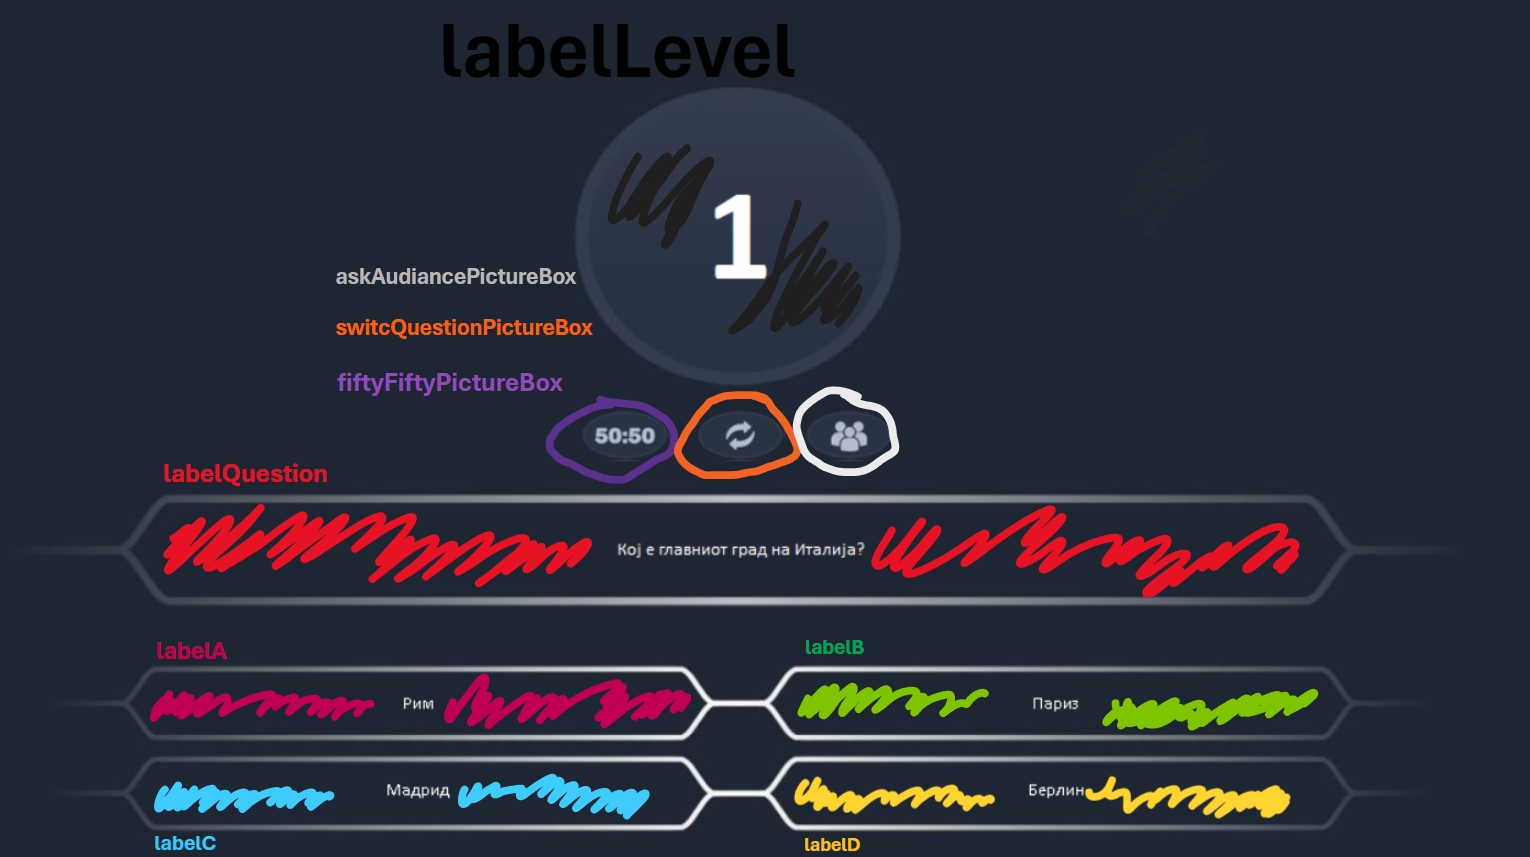 labelLevel
1
askAudiancePictureBox
switcQuestionPictureBox
fiftyFiftyPictureBox
50:50
labelQuestion
Кој е главниот град на Италија?
labelA
labelB
Рим
Париз
Мадрид
Берлин
labelC
labelD